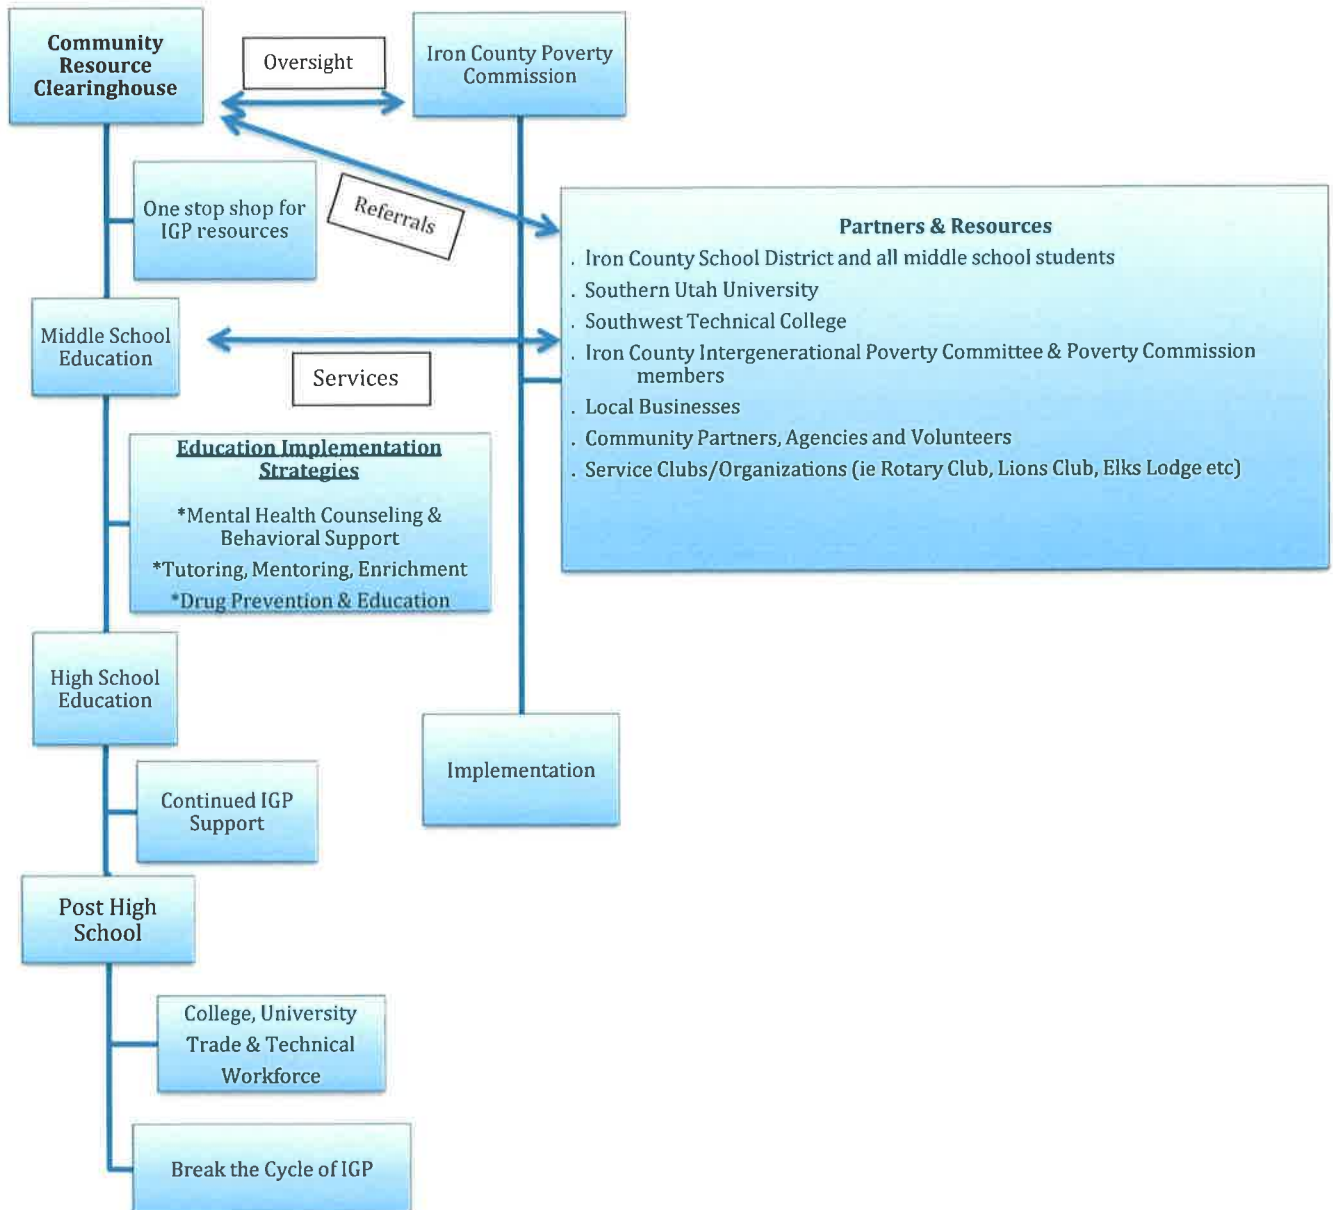 Community
Resource
Clearinghouse
Oversight
Iron County Poverty
Commission
One stop shop for
IGP resources
Referrals
Partners & Resources
. Iron County School District and all middle school students
. Southern Utah University
. Southwest Technical College
. Iron County Intergenerational Poverty Committee & Poverty Commission
members
. Local Businesses
. Community Partners, Agencies and Volunteers
. Service Clubs/Organizations (ie Rotary Club, Lions Club, Elks Lodge etc)
Middle School
Education
Services
Education Implementation
Strategies
*Mental Health Counseling &
Behavioral Support
*Tutoring, Mentoring, Enrichment
*Drug Prevention & Education
High School
Education
Implementation
Continued IGP
Support
Post High
School
College, University
Trade & Technical
Workforce
Break the Cycle of IGP